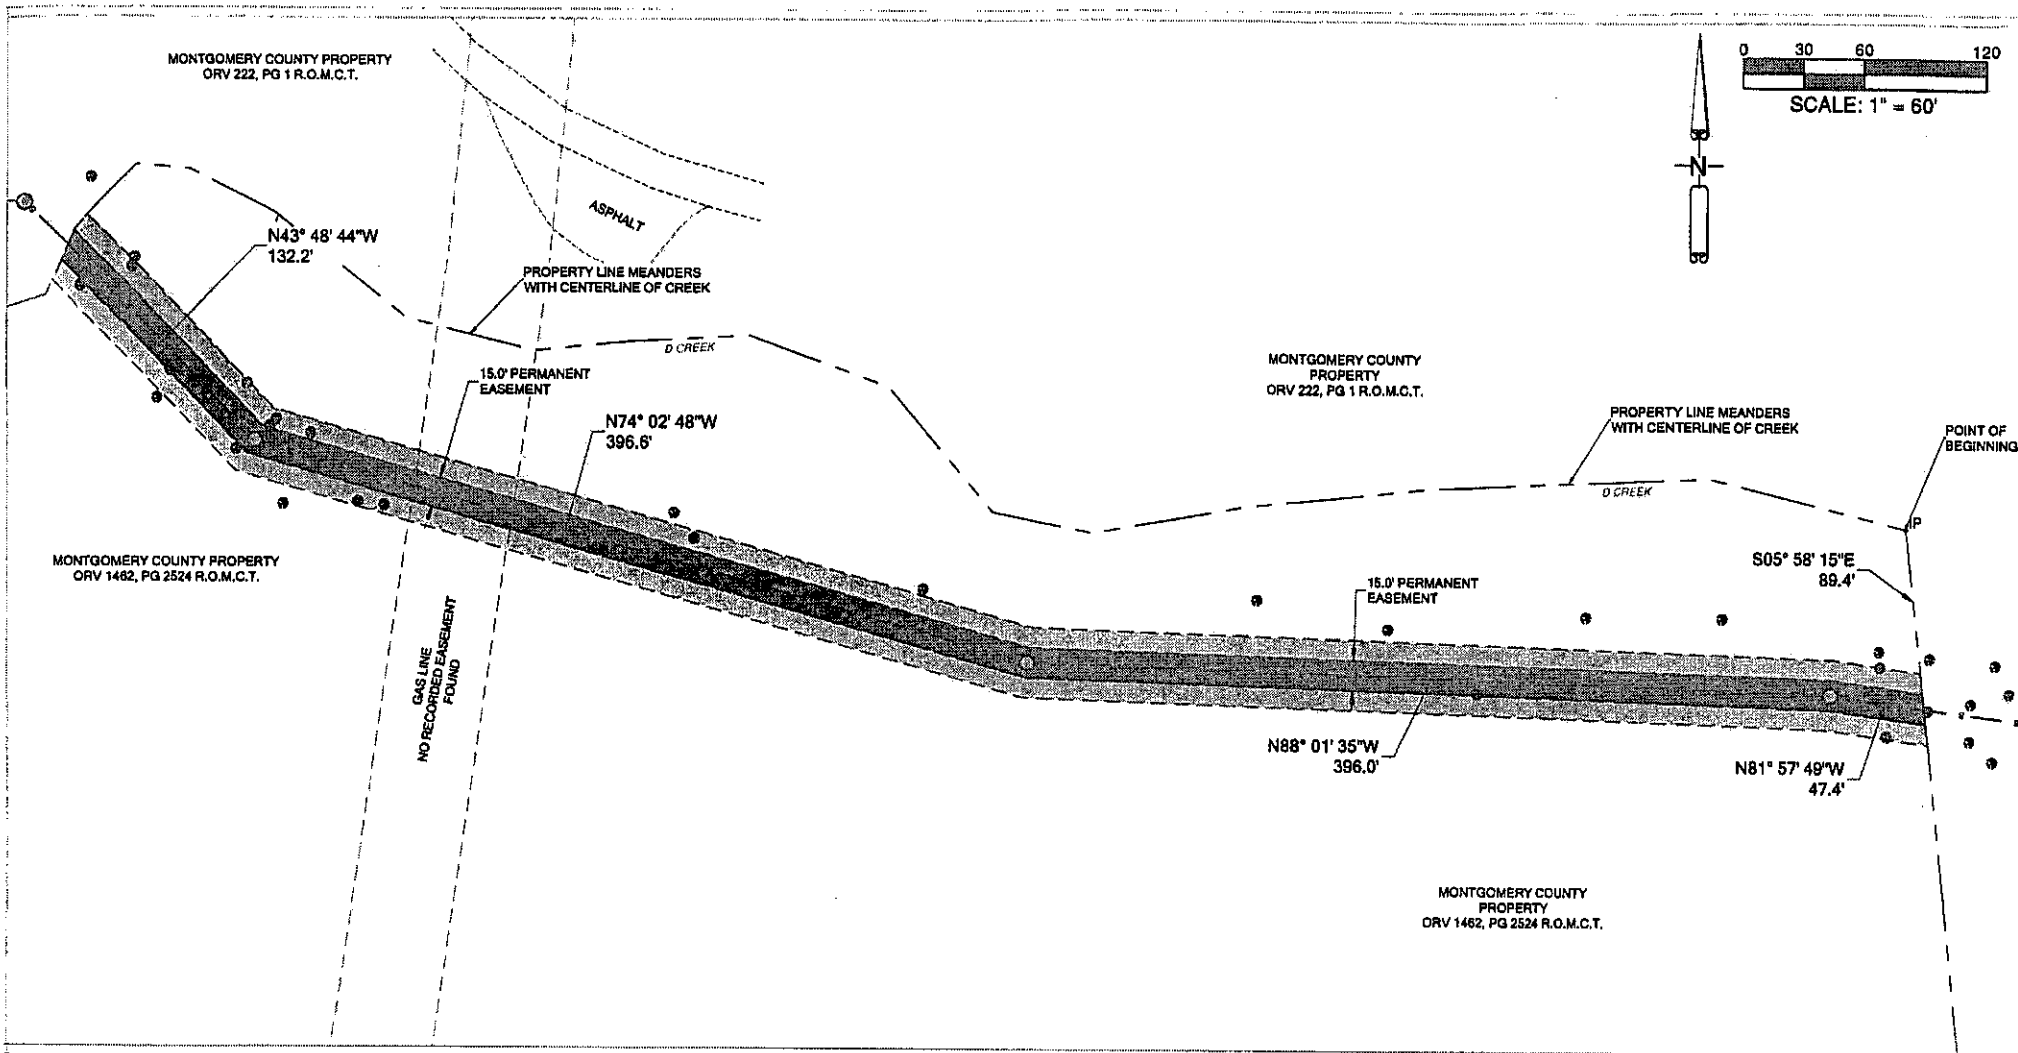 MONTGOMERY COUNTY PROPERTY
ORV 222, PG 1 R.O.M.C.T.
0 30 60 120
SCALE: 1" = 60'
N
ASPHALT
N43° 48' 44"W
132.2'
PROPERTY LINE MEANDERS
WITH CENTERLINE OF CREEK
D CREEK
15.0' PERMANENT
EASEMENT
N74° 02' 48"W
396.6'
MONTGOMERY COUNTY
PROPERTY
ORV 222, PG 1 R.O.M.C.T.
PROPERTY LINE MEANDERS
WITH CENTERLINE OF CREEK
D CREEK
POINT OF
BEGINNING
IP
S05° 58' 15"E
89.4'
MONTGOMERY COUNTY PROPERTY
ORV 1462, PG 2524 R.O.M.C.T.
15.0' PERMANENT
EASEMENT
GAS LINE
NO RECORDED EASEMENT
FOUND
N88° 01' 35"W
396.0'
N81° 57' 49"W
47.4'
MONTGOMERY COUNTY
PROPERTY
ORV 1462, PG 2524 R.O.M.C.T.